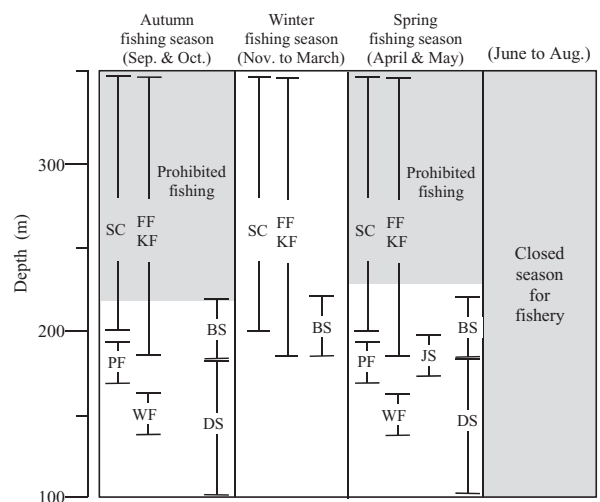 Autumn
fishing season
(Sep. & Oct.)
Winter
fishing season
(Nov. to March)
Spring
fishing season
(April & May)
(June to Aug.)
Depth (m)
300
200
100
Prohibited
fishing
SC
FF
KF
BS
PF
WF
DS
SC
FF
KF
BS
Prohibited
fishing
SC
FF
KF
BS
PF
JS
WF
DS
Closed
season
for
fishery